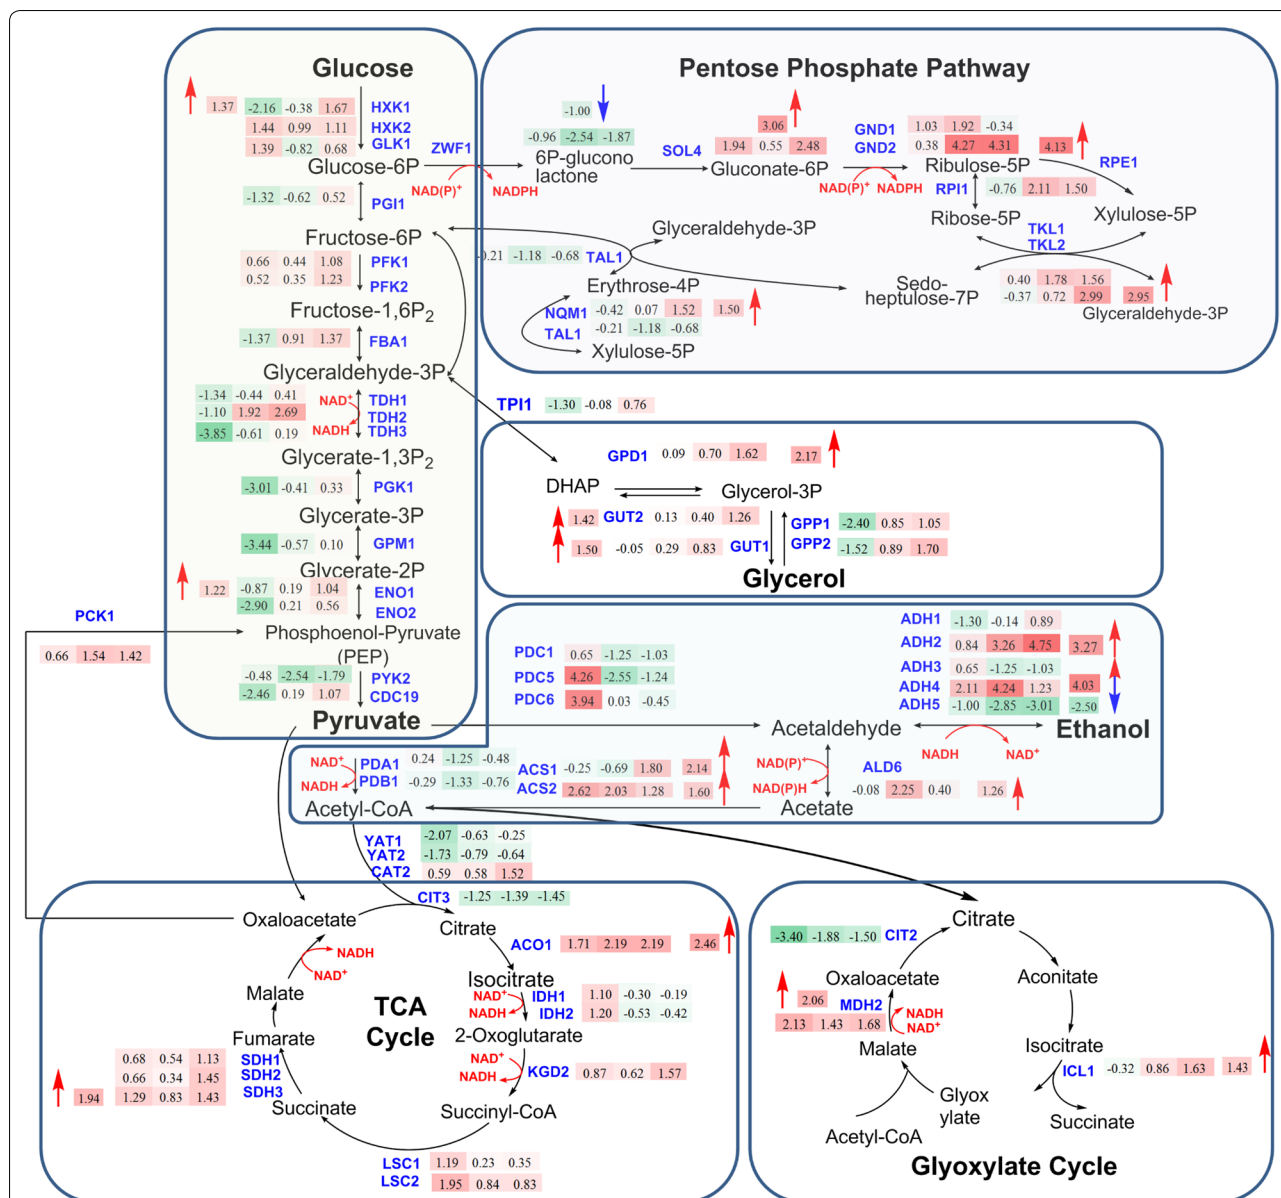 Glucose
1.37 -2.16 -0.38 1.67 HXK1
1.44 0.99 1.11 HXK2
1.39 -0.82 0.68 GLK1
Glucose-6P
-1.32 -0.62 0.52 PGI1
Fructose-6P
0.66 0.44 1.08 PFK1
0.52 0.35 1.23 PFK2
Fructose-1,6P2
-1.37 0.91 1.37 FBA1
Glyceraldehyde-3P
-1.34 -0.44 0.41 NAD+ TDH1
-1.10 1.92 2.69 TDH2
-3.85 -0.61 0.19 NADH TDH3
Glycerate-1,3P2
-3.01 -0.41 0.33 PGK1
Glycerate-3P
-3.44 -0.57 0.10 GPM1
Glycerate-2P
1.22 -0.87 0.19 1.04 ENO1
-2.90 0.21 0.56 ENO2
PCK1
0.66 1.54 1.42
Phosphoenol-Pyruvate
(PEP)
-0.48 -2.54 -1.79 PYK2
-2.46 0.19 1.07 CDC19
Pyruvate
Pentose Phosphate Pathway
ZWF1
NAD(P)+ NADPH
-1.00
-0.96 -2.54 -1.87
6P-glucono
lactone
SOL4
3.06
1.94 0.55 2.48
Gluconate-6P
GND1 1.03 1.92 -0.34
GND2 0.38 4.27 4.31 4.13
NAD(P)+ NADPH
Ribulose-5P
RPE1
RPI1 -0.76 2.11 1.50
Ribose-5P
Xylulose-5P
TKL1
TKL2
Glyceraldehyde-3P
-0.21 -1.18 -0.68 TAL1
Erythrose-4P
Sedo-
heptulose-7P
0.40 1.78 1.56
-0.37 0.72 2.99 2.95
Glyceraldehyde-3P
NQM1 -0.42 0.07 1.52 1.50
TAL1 -0.21 -1.18 -0.68
Xylulose-5P
TPI1 -1.30 -0.08 0.76
GPD1 0.09 0.70 1.62 2.17
DHAP
Glycerol-3P
1.42 GUT2 0.13 0.40 1.26
GPP1 -2.40 0.85 1.05
1.50 -0.05 0.29 0.83 GUT1
GPP2 -1.52 0.89 1.70
Glycerol
PDC1 0.65 -1.25 -1.03
PDC5 4.26 -2.55 -1.24
PDC6 3.94 0.03 -0.45
ADH1 -1.30 -0.14 0.89
ADH2 0.84 3.26 4.75 3.27
ADH3 0.65 -1.25 -1.03
ADH4 2.11 4.24 1.23 4.03
ADH5 -1.00 -2.85 -3.01 -2.50
Acetaldehyde
Ethanol
NADH NAD+
NAD+ PDA1 0.24 -1.25 -0.48
NADH PDB1 -0.29 -1.33 -0.76
ACS1 -0.25 -0.69 1.80 2.14
ACS2 2.62 2.03 1.28 1.60
NAD(P)+
NAD(P)H
ALD6
-0.08 2.25 0.40 1.26
Acetyl-CoA
Acetate
YAT1 -2.07 -0.63 -0.25
YAT2 -1.73 -0.79 -0.64
CAT2 0.59 0.58 1.52
CIT3 -1.25 -1.39 -1.45
Oxaloacetate
Citrate
NADH
NAD+
ACO1 1.71 2.19 2.19 2.46
Isocitrate
Malate
TCA
Cycle
NAD+ IDH1 1.10 -0.30 -0.19
NADH IDH2 1.20 -0.53 -0.42
Fumarate
2-Oxoglutarate
0.68 0.54 1.13 SDH1
0.66 0.34 1.45 SDH2
1.94 1.29 0.83 1.43 SDH3
NAD+
NADH
KGD2 0.87 0.62 1.57
Succinate
Succinyl-CoA
LSC1 1.19 0.23 0.35
LSC2 1.95 0.84 0.83
Citrate
-3.40 -1.88 -1.50 CIT2
Oxaloacetate
Aconitate
2.06
MDH2
2.13 1.43 1.68
NADH
NAD+
Malate
Isocitrate
ICL1 -0.32 0.86 1.63 1.43
Glyox
ylate
Succinate
Acetyl-CoA
Glyoxylate Cycle